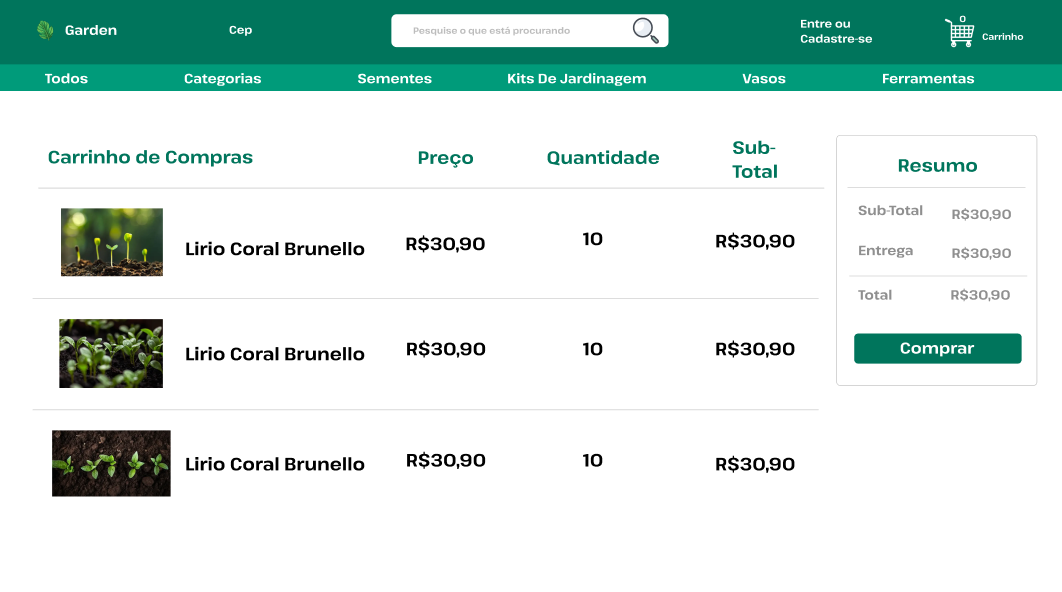 Garden
Cep
Pesquise o que está procurando
Entre ou
Cadastre-se
0
Carrinho
Todos
Categorias
Sementes
Kits De Jardinagem
Vasos
Ferramentas
Carrinho de Compras
Preço
Quantidade
Sub-
Total
Lirio Coral Brunello
R$30,90
10
R$30,90
Lirio Coral Brunello
R$30,90
10
R$30,90
Lirio Coral Brunello
R$30,90
10
R$30,90
Resumo
Sub-Total
R$30,90
Entrega
R$30,90
Total
R$30,90
Comprar